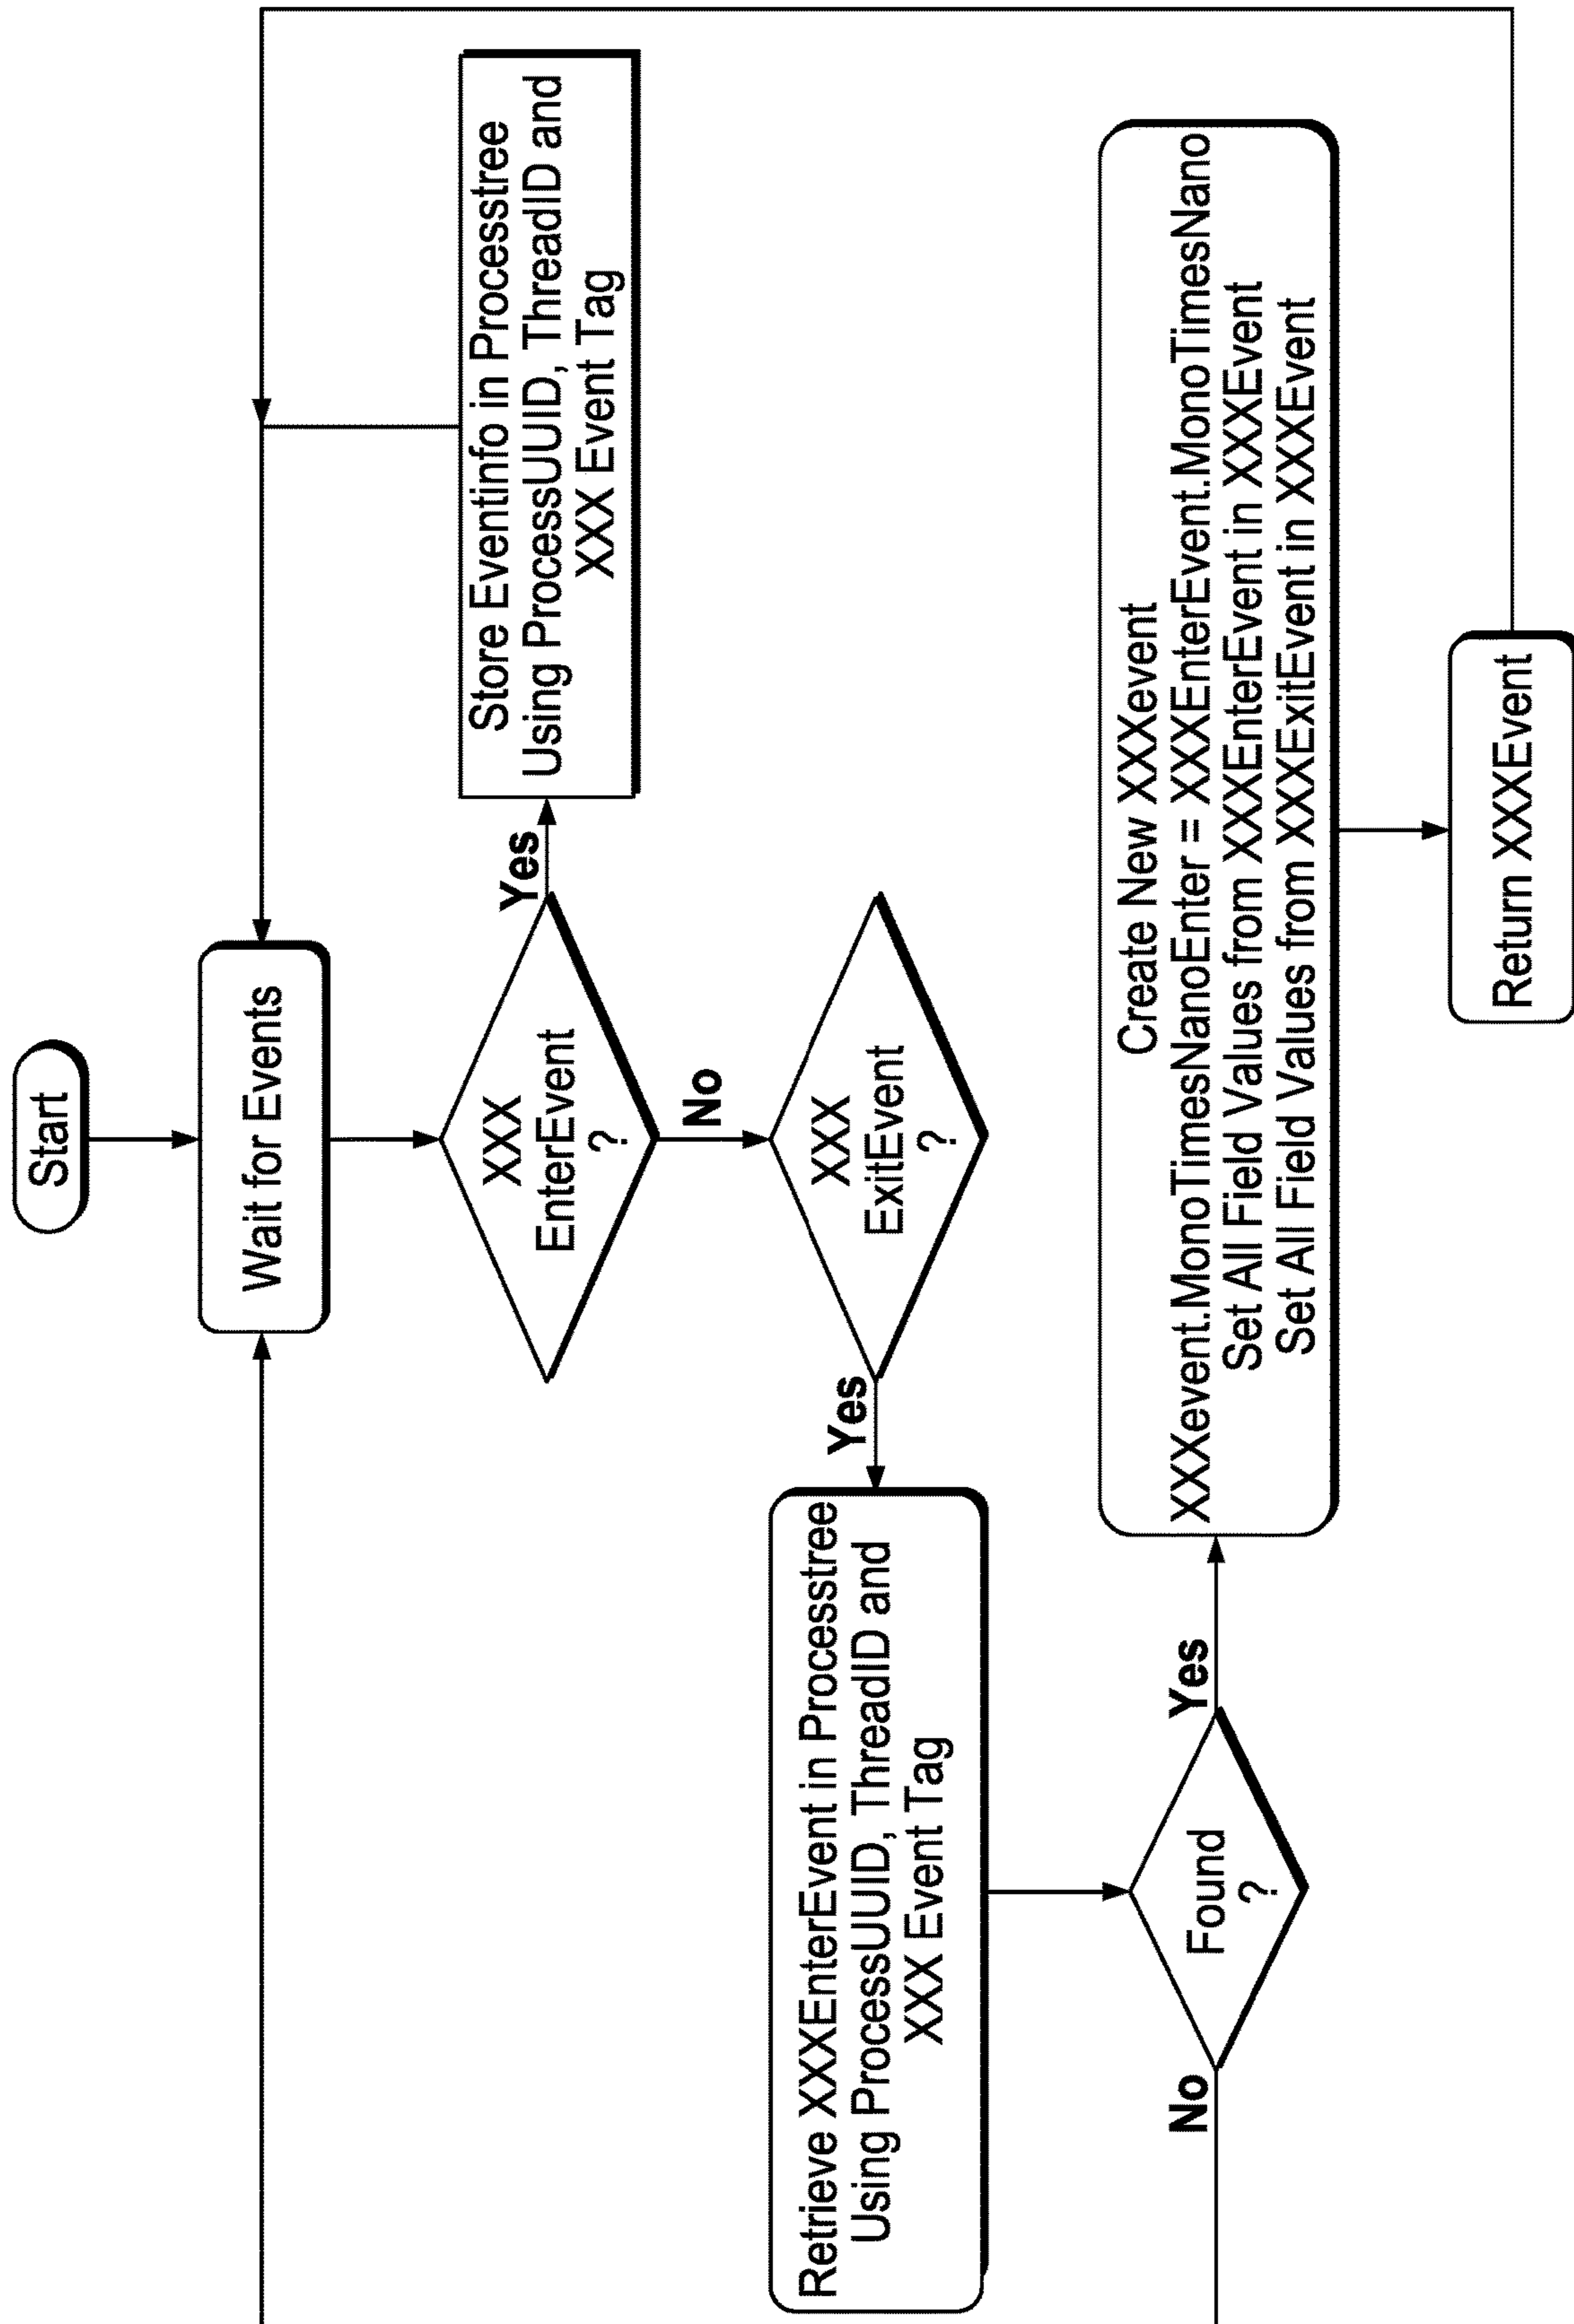 Start
Wait for Events
XXX
EnterEvent
?
Yes
Store Eventinfo in Processtree
Using ProcessUUID, ThreadID and
XXX Event Tag
No
XXX
ExitEvent
?
Yes
Retrieve XXXEnterEvent in Processtree
Using ProcessUUID, ThreadID and
XXX Event Tag
Found
?
No
Yes
Create New XXXevent
XXXevent.MonoTimesNanoEnter = XXXEnterEvent.MonoTimesNano
Set All Field Values from XXXEnterEvent in XXXEvent
Set All Field Values from XXXExitEvent in XXXEvent
Return XXXEvent